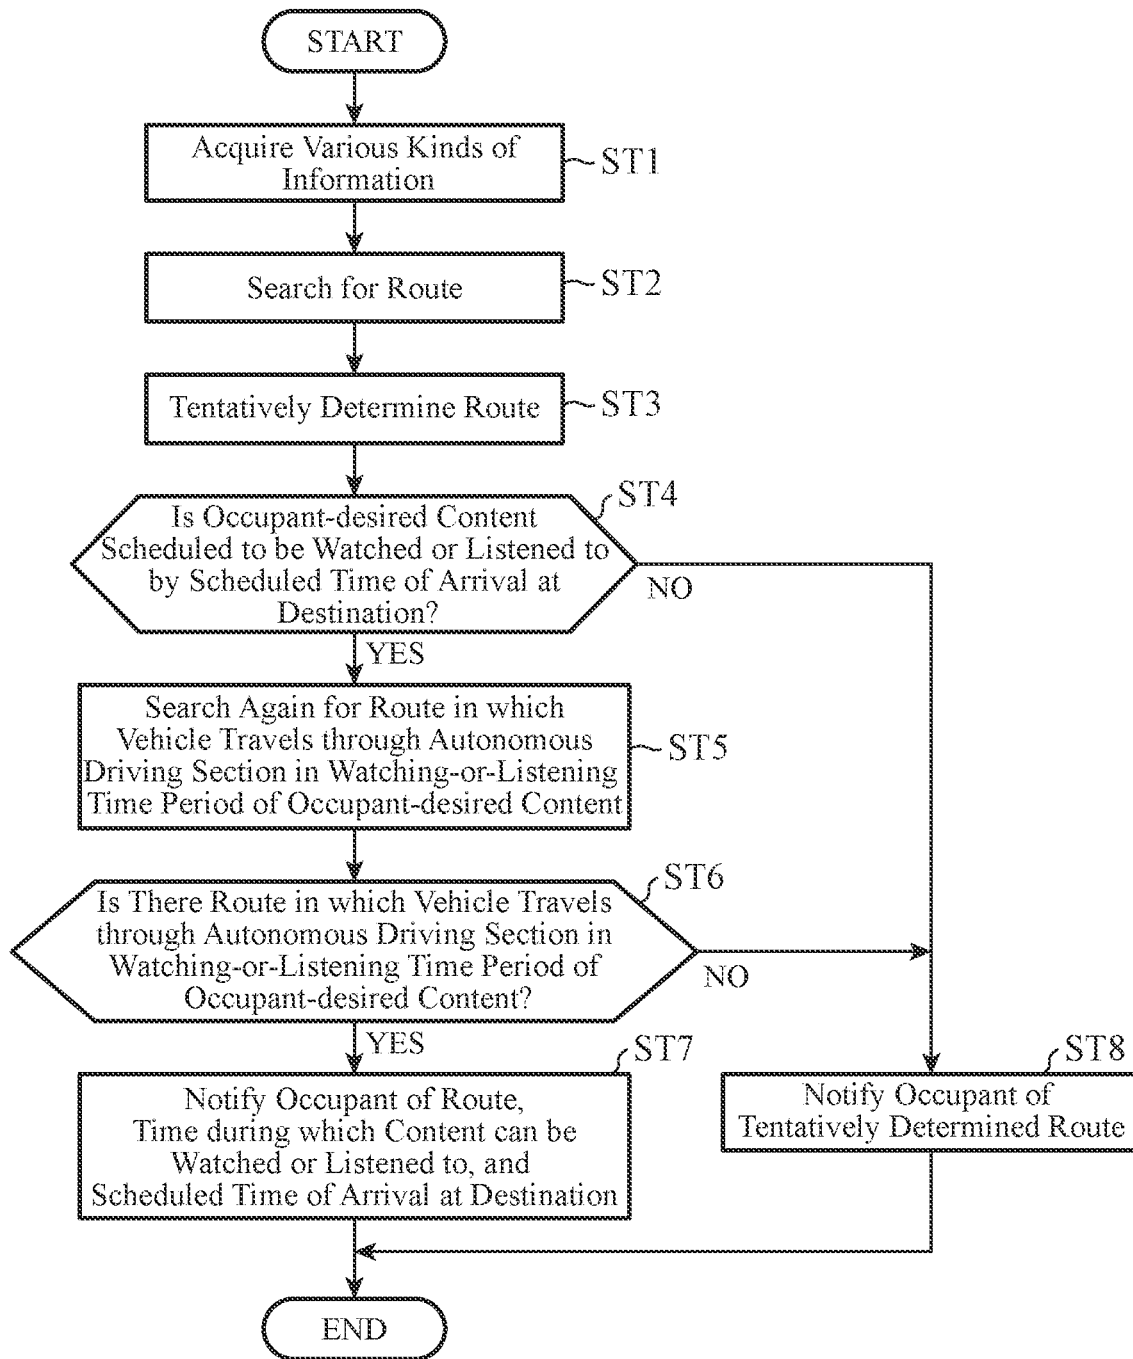 START
Acquire Various Kinds of
Information
ST1
Search for Route
ST2
Tentatively Determine Route
ST3
ST4
Is Occupant-desired Content
Scheduled to be Watched or Listened to
by Scheduled Time of Arrival at
Destination?
NO
YES
Search Again for Route in which
Vehicle Travels through Autonomous
Driving Section in Watching-or-Listening
Time Period of Occupant-desired Content
ST5
ST6
Is There Route in which Vehicle Travels
through Autonomous Driving Section in
Watching-or-Listening Time Period of
Occupant-desired Content?
NO
YES
ST7
Notify Occupant of Route,
Time during which Content can be
Watched or Listened to, and
Scheduled Time of Arrival at Destination
ST8
Notify Occupant of
Tentatively Determined Route
END